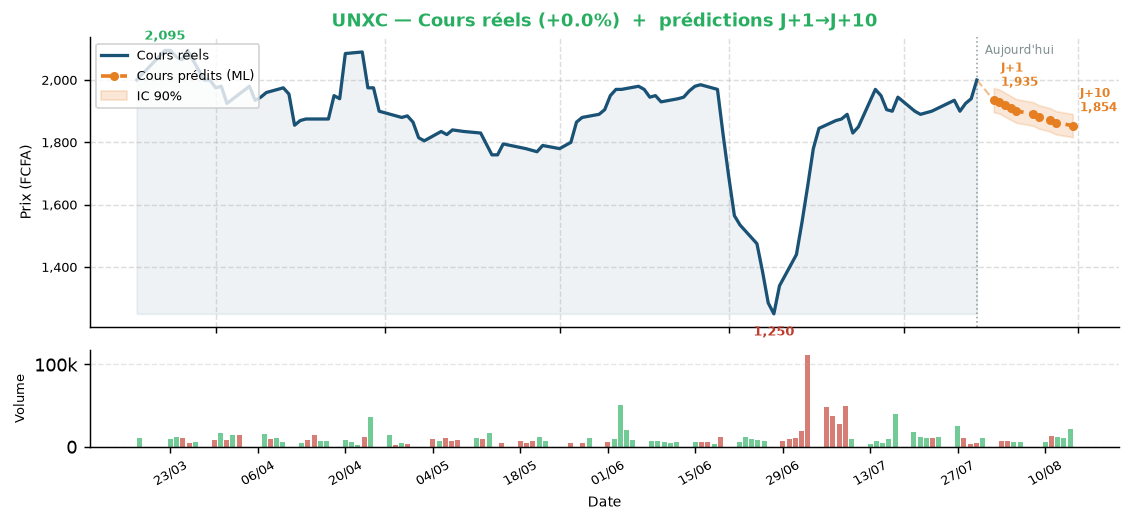 UNXC — Cours réels (+0.0%)  +  prédictions J+1→J+10
2,095
Cours réels
Cours prédits (ML)
IC 90%
Aujourd'hui
J+1
1,935
J+10
1,854
2,000
1,800
1,600
1,400
Prix (FCFA)
1,250
100k
0
Volume
23/03
06/04
20/04
04/05
18/05
01/06
15/06
29/06
13/07
27/07
10/08
Date